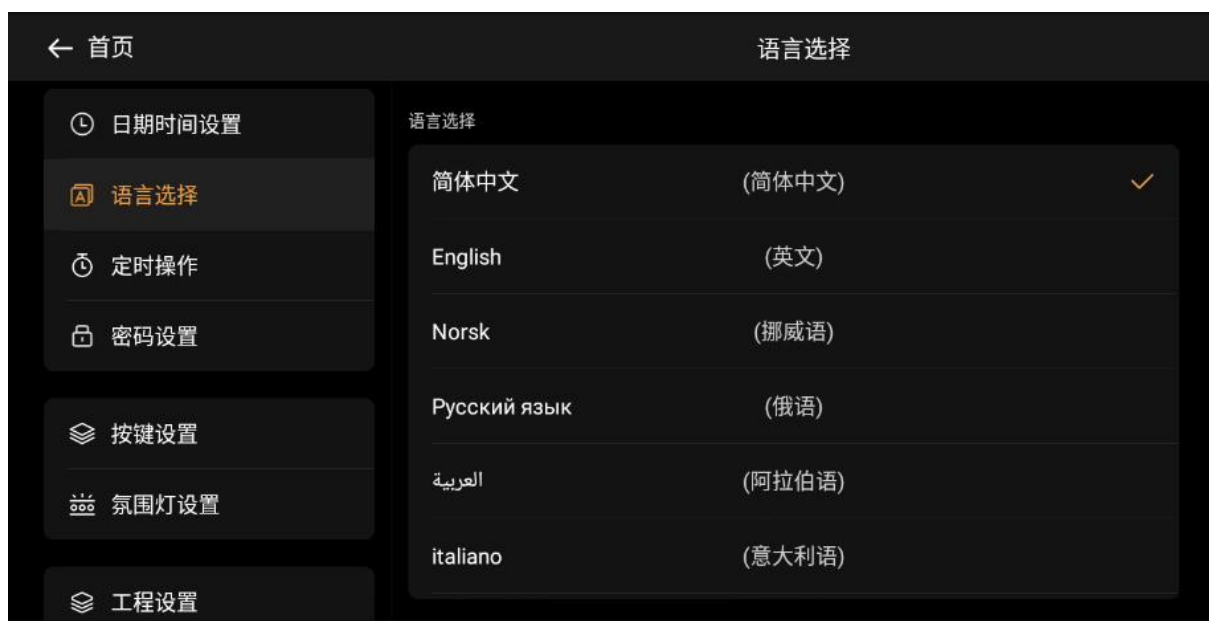 首页
语言选择
日期时间设置
语言选择
定时操作
密码设置
按键设置
氛围灯设置
工程设置
语言选择
简体中文 (简体中文)
English (英文)
Norsk (挪威语)
Русский язык (俄语)
العربية (阿拉伯语)
italiano (意大利语)